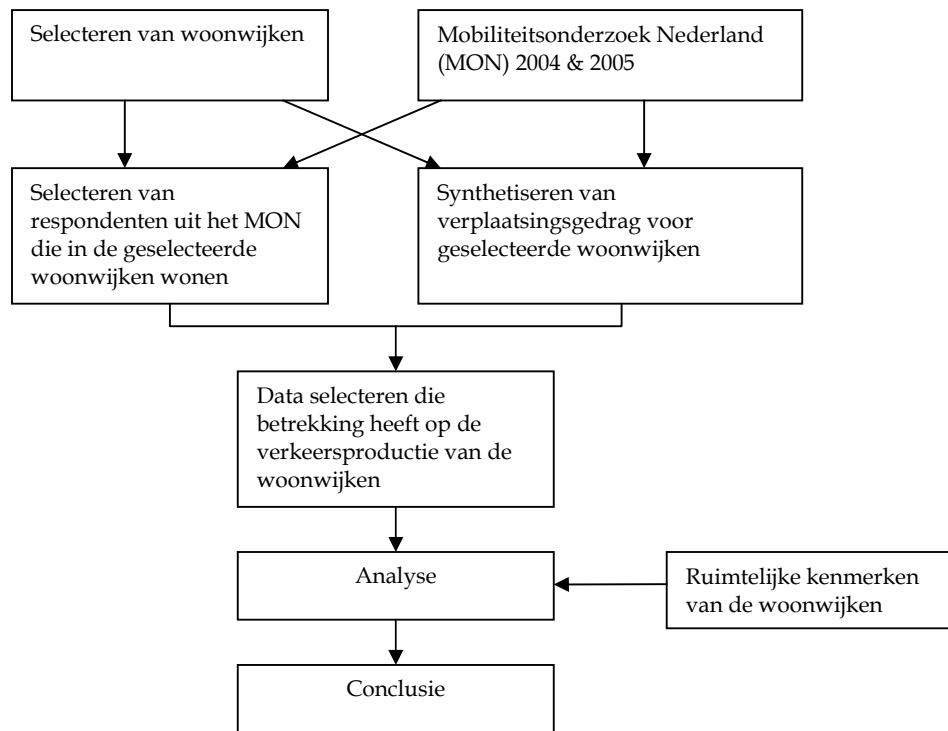 Selecteren van woonwijken
Mobiliteitsonderzoek Nederland
(MON) 2004 & 2005
Selecteren van
respondenten uit het MON
die in de geselecteerde
woonwijken wonen
Synthetiseren van
verplaatsingsgedrag voor
geselecteerde woonwijken
Data selecteren die
betrekking heeft op de
verkeersproductie van de
woonwijken
Analyse
Ruimtelijke kenmerken
van de woonwijken
Conclusie